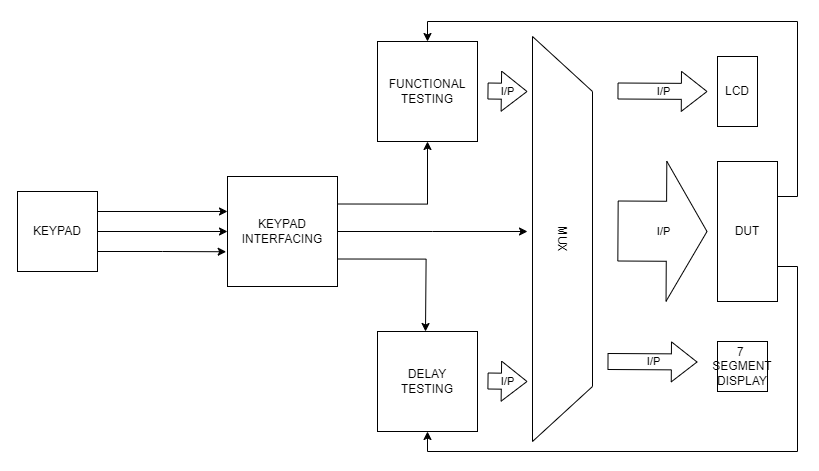 FUNCTIONAL
TESTING
I/P
I/P
LCD
KEYPAD
KEYPAD
INTERFACING
MUX
I/P
DUT
DELAY
TESTING
I/P
I/P
7
SEGMENT
DISPLAY